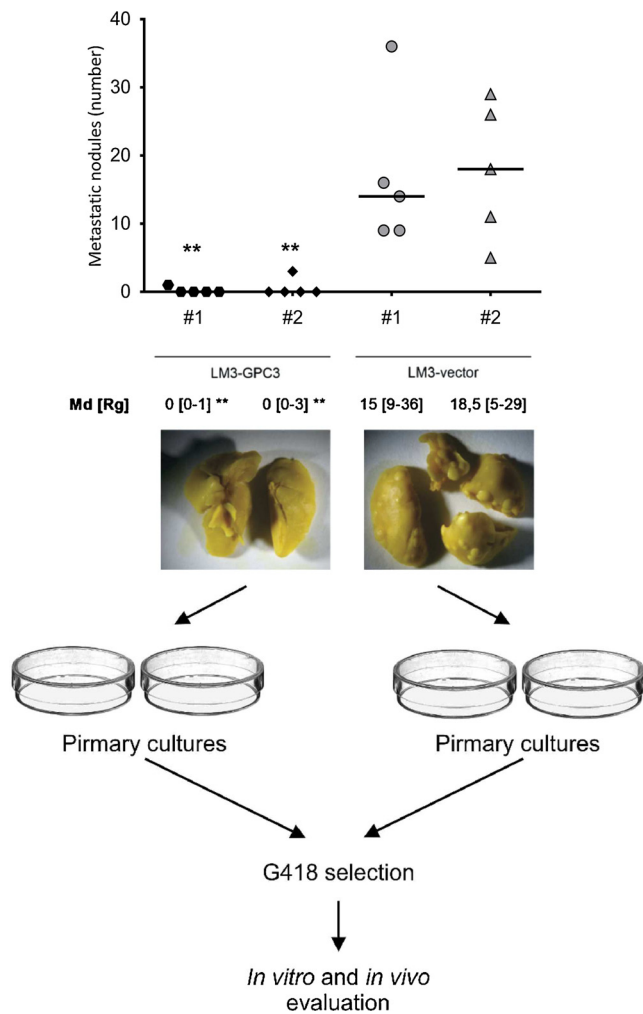 40
30
20
10
0
Metastatic nodules (number)
** **
#1 #2 #1 #2
LM3-GPC3 LM3-vector
Md [Rg] 0 [0-1] ** 0 [0-3] ** 15 [9-36] 18,5 [5-29]
Pirmary cultures Pirmary cultures
G418 selection
In vitro and in vivo
evaluation